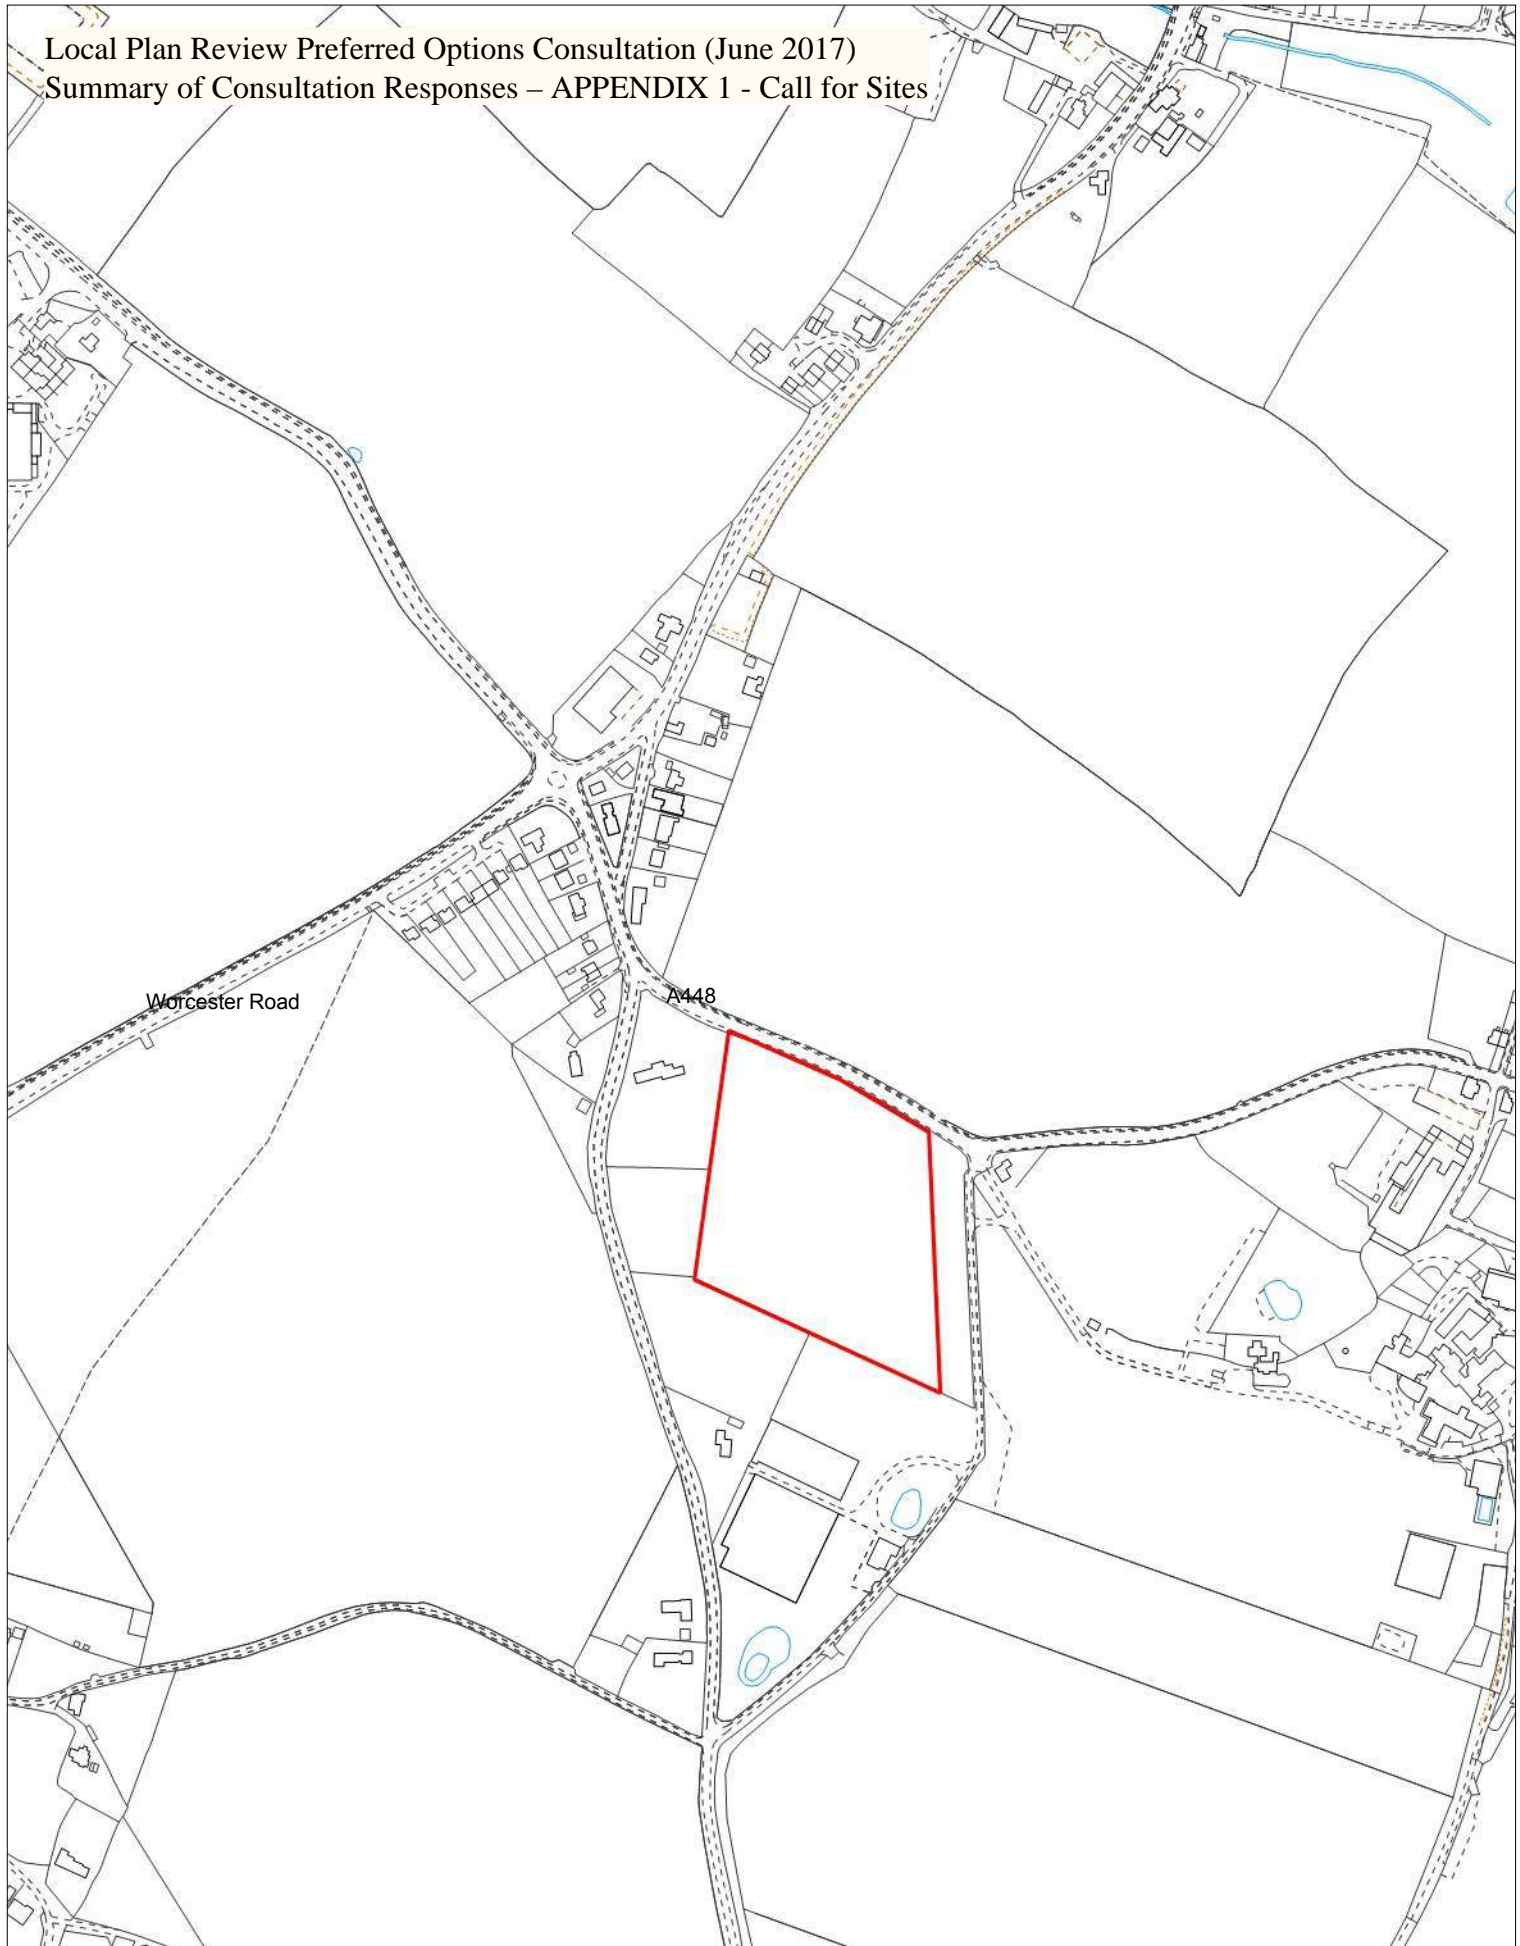 Local Plan Review Preferred Options Consultation (June 2017)
Summary of Consultation Responses – APPENDIX 1 - Call for Sites
Worcester Road
A448